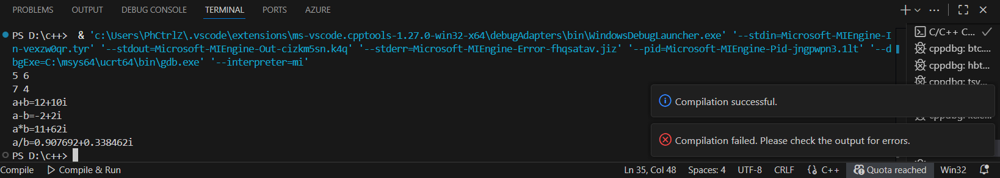 PROBLEMS OUTPUT DEBUG CONSOLE TERMINAL PORTS AZURE
PS D:\c++>  & 'c:\Users\PhCtrlZ\.vscode\extensions\ms-vscode.cpptools-1.27.0-win32-x64\debugAdapters\bin\WindowsDebugLauncher.exe' '--stdin=Microsoft-MIEngine-I
n-vexzw0qr.tyr' '--stdout=Microsoft-MIEngine-Out-cizkm5sn.k4q' '--stderr=Microsoft-MIEngine-Error-fhqsatav.jiz' '--pid=Microsoft-MIEngine-Pid-jngpwpn3.1lt' '--d
bgExe=C:\msys64\ucrt64\bin\gdb.exe' '--interpreter=mi'
5 6
7 4
a+b=12+10i
a-b=-2+2i
a*b=11+62i
a/b=0.907692+0.338462i
PS D:\c++>
C/C++ C...
cppdbg: btc....
cppdbg: hbt...
cppdbg: tsv...
Compilation successful.
Compilation failed. Please check the output for errors.
Compile Compile & Run Ln 35, Col 48 Spaces: 4 UTF-8 CRLF C++ Quota reached Win32